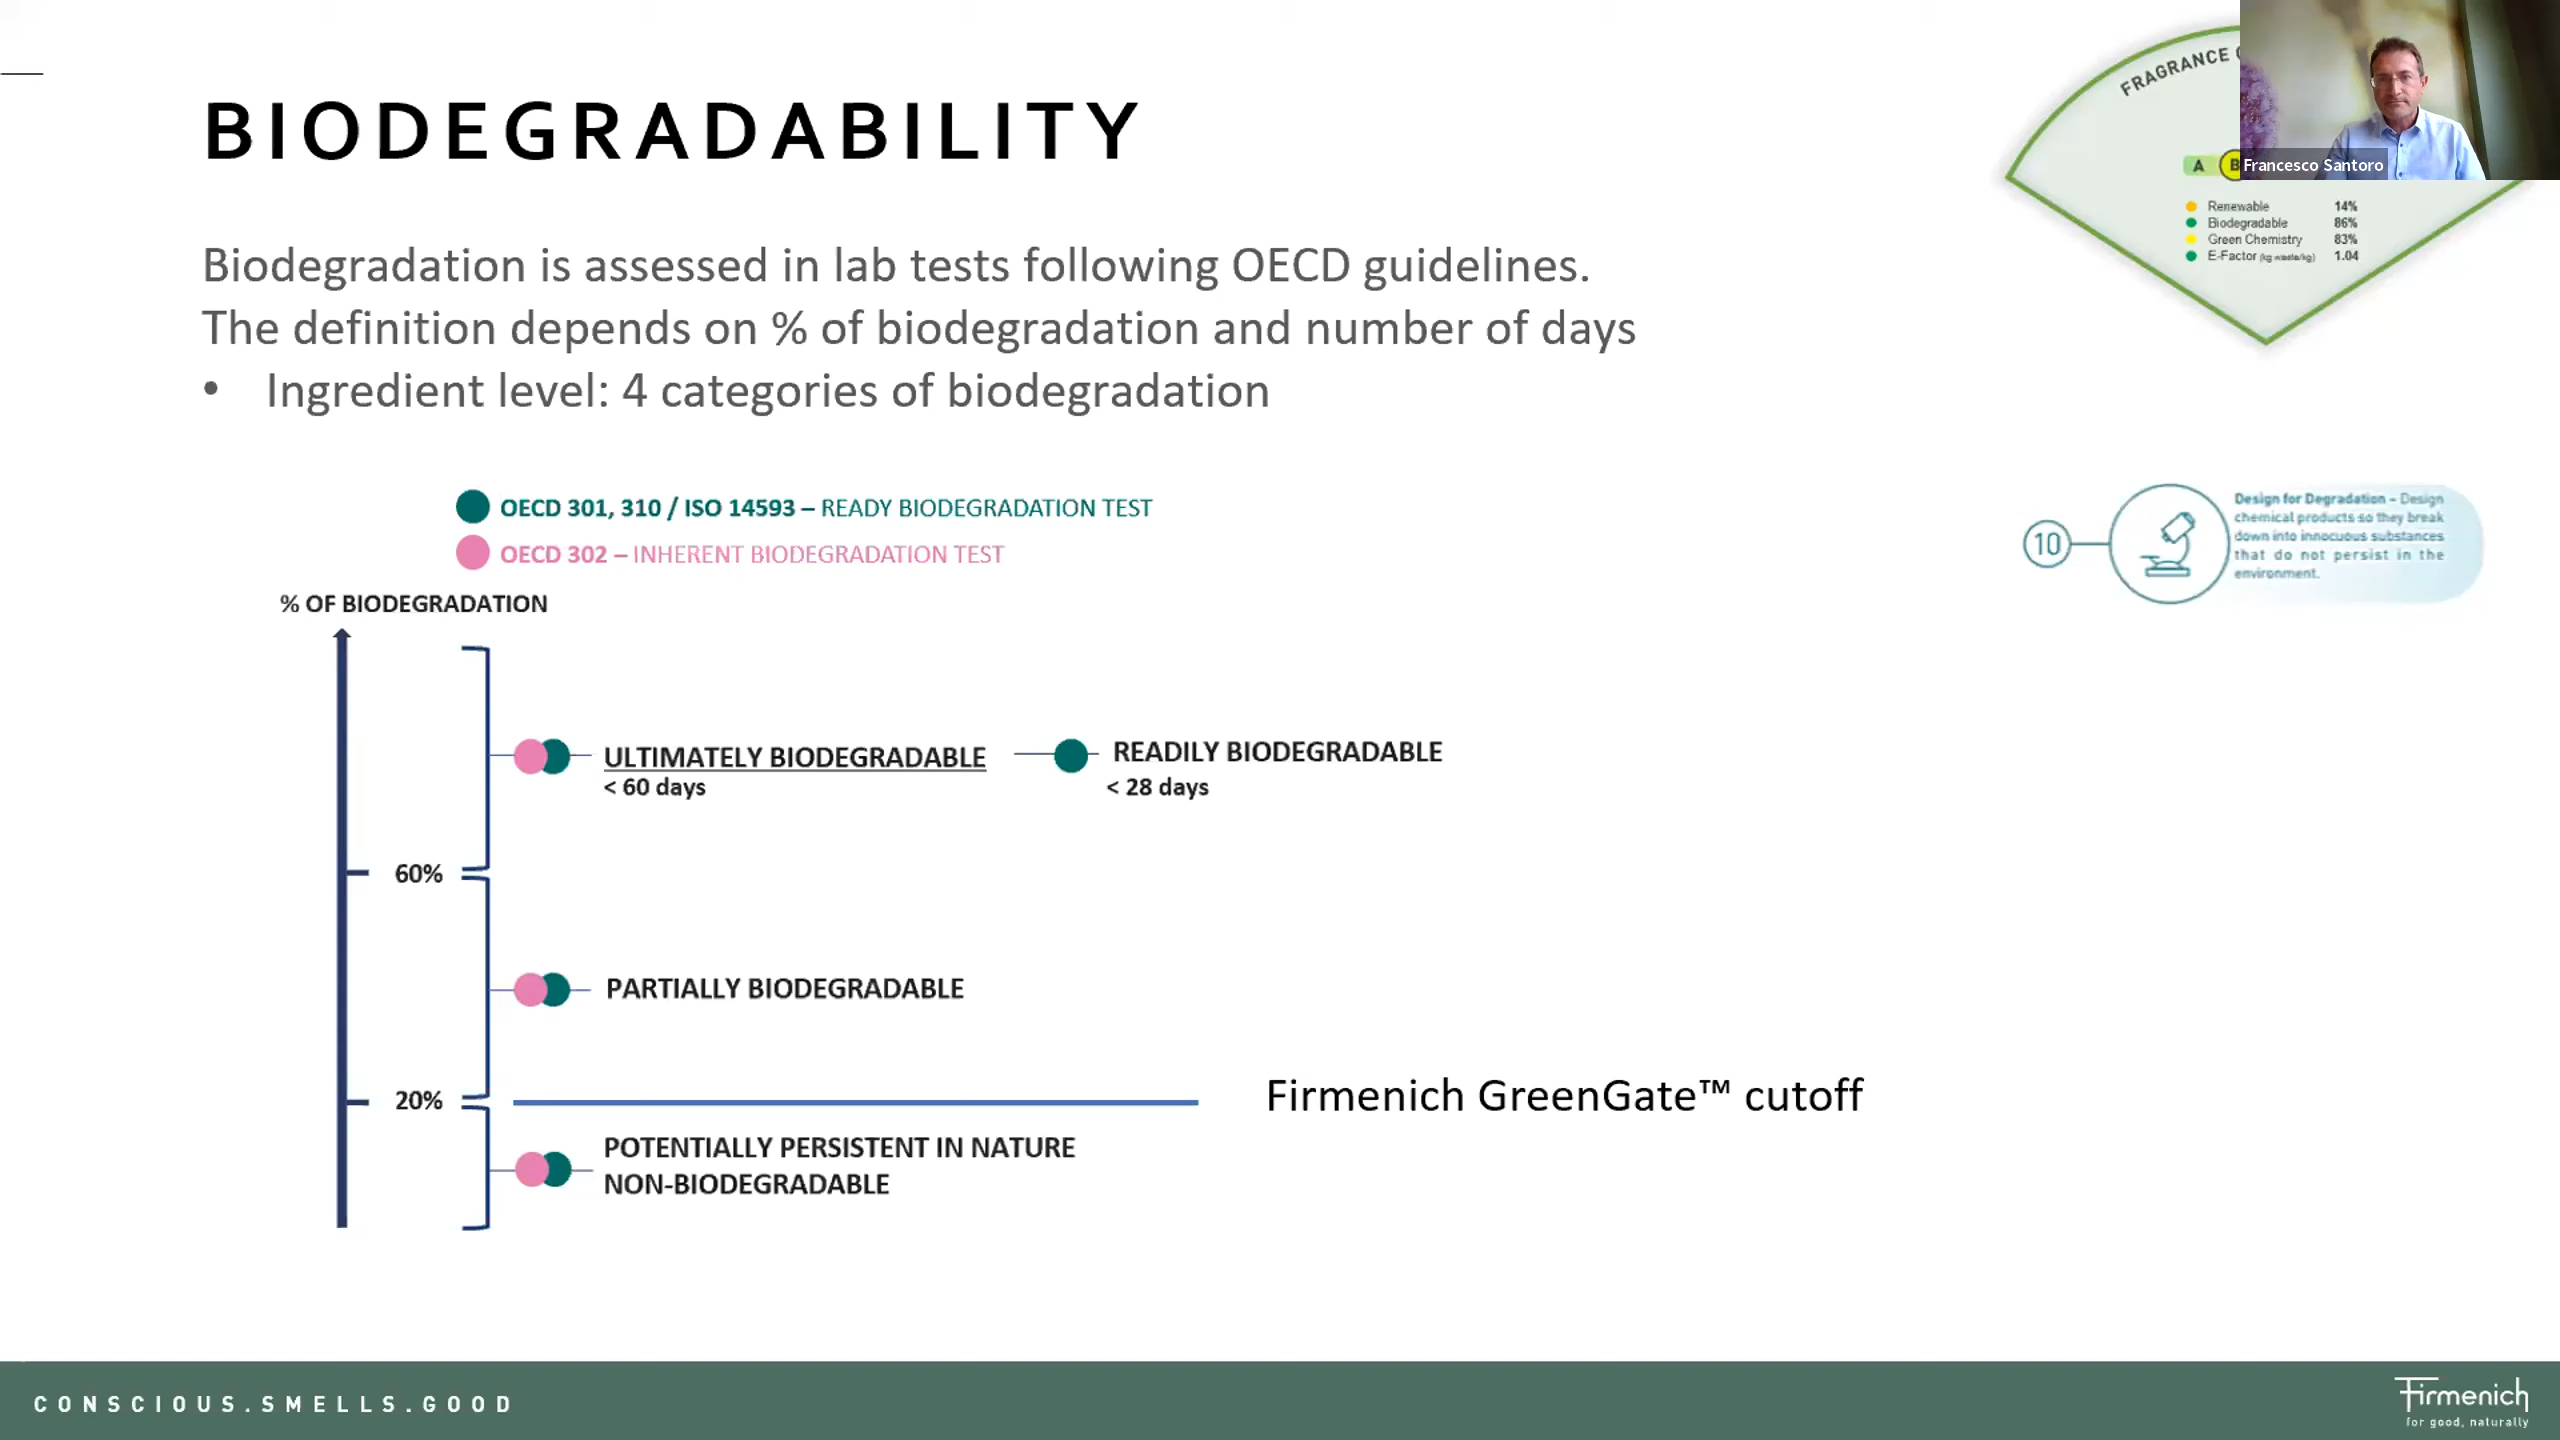 BIODEGRADABILITY
Biodegradation is assessed in lab tests following OECD guidelines.
The definition depends on % of biodegradation and number of days
• Ingredient level: 4 categories of biodegradation
OECD 301, 310 / ISO 14593 – READY BIODEGRADATION TEST
OECD 302 – INHERENT BIODEGRADATION TEST
% OF BIODEGRADATION
ULTIMATELY BIODEGRADABLE
< 60 days
READILY BIODEGRADABLE
< 28 days
60%
PARTIALLY BIODEGRADABLE
20%
Firmenich GreenGate™ cutoff
POTENTIALLY PERSISTENT IN NATURE
NON-BIODEGRADABLE
FRAGRANCE
A B
Francesco Santoro
Renewable 14%
Biodegradable 86%
Green Chemistry 83%
E-Factor (kg waste/kg) 1.04
10
Design for Degradation – Design
chemical products so they break
down into innocuous substances
that do not persist in the
environment.
CONSCIOUS.SMELLS.GOOD
Firmenich
for good, naturally